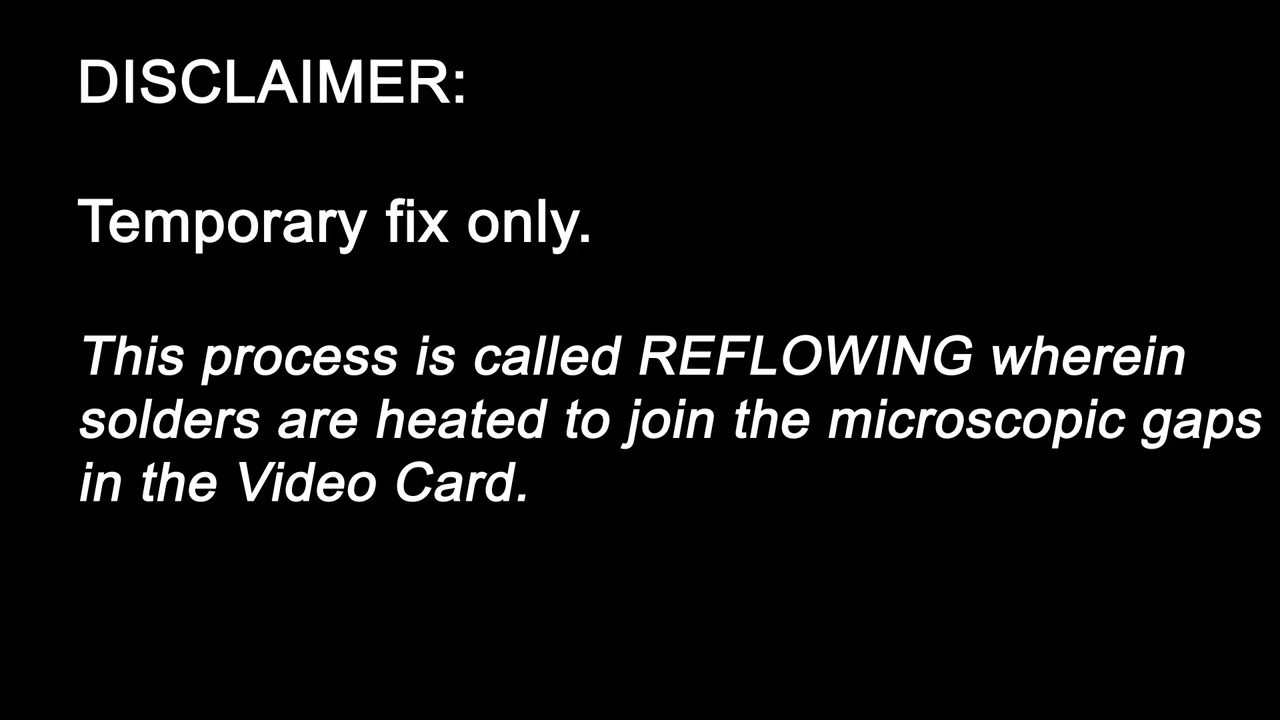 DISCLAIMER:
Temporary fix only.
This process is called REFLOWING wherein
solders are heated to join the microscopic gaps
in the Video Card.